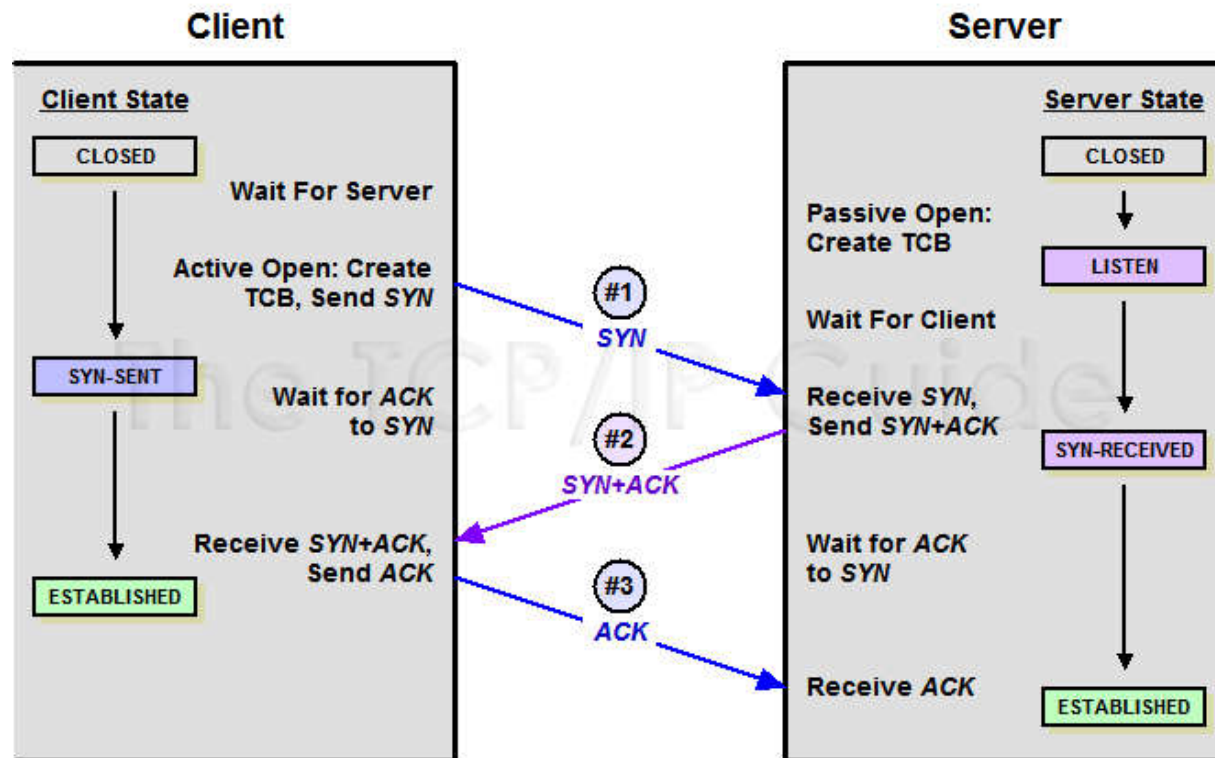 Client
Server
Client State
CLOSED
Wait For Server
Active Open: Create
TCB, Send SYN
SYN-SENT
Wait for ACK
to SYN
Receive SYN+ACK,
Send ACK
ESTABLISHED
#1
SYN
#2
SYN+ACK
#3
ACK
Server State
CLOSED
Passive Open:
Create TCB
LISTEN
Wait For Client
Receive SYN,
Send SYN+ACK
SYN-RECEIVED
Wait for ACK
to SYN
Receive ACK
ESTABLISHED
The TCP/IP Guide